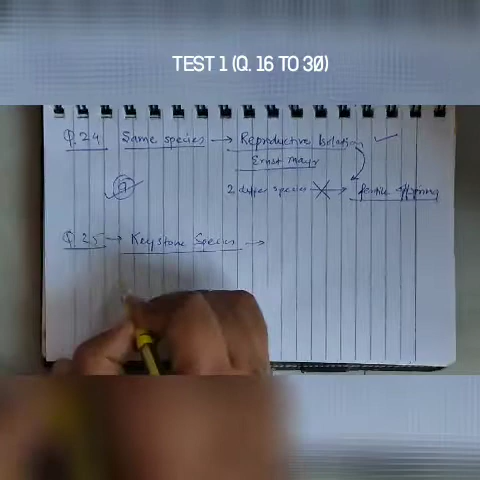 TEST 1 (Q. 16 TO 30)
Q.24 Same species → Reproductive Isolation ✓
Ernst Mayr
a 2 differ species → fertile offspring
Q.25 → Keystone Species →